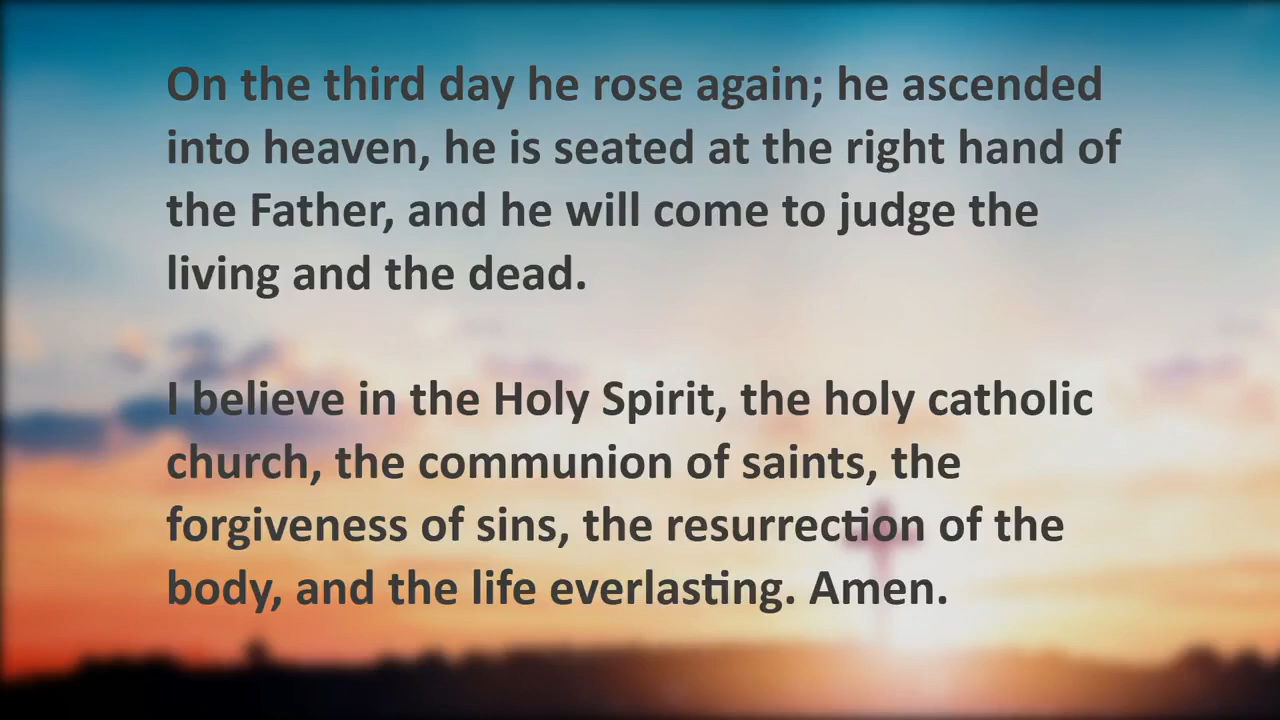 On the third day he rose again; he ascended
into heaven, he is seated at the right hand of
the Father, and he will come to judge the
living and the dead.
I believe in the Holy Spirit, the holy catholic
church, the communion of saints, the
forgiveness of sins, the resurrection of the
body, and the life everlasting. Amen.